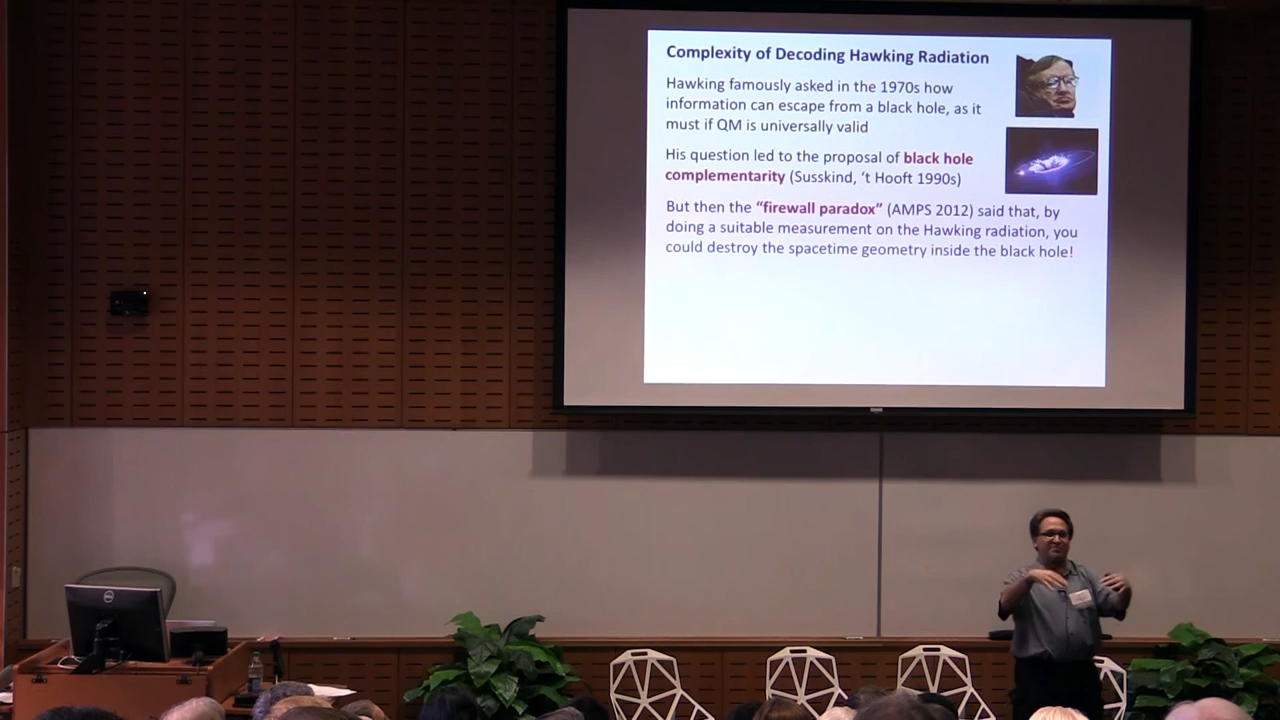 Complexity of Decoding Hawking Radiation
Hawking famously asked in the 1970s how
information can escape from a black hole, as it
must if QM is universally valid
His question led to the proposal of black hole
complementarity (Susskind, ‘t Hooft 1990s)
But then the “firewall paradox” (AMPS 2012) said that, by
doing a suitable measurement on the Hawking radiation, you
could destroy the spacetime geometry inside the black hole!
DELL